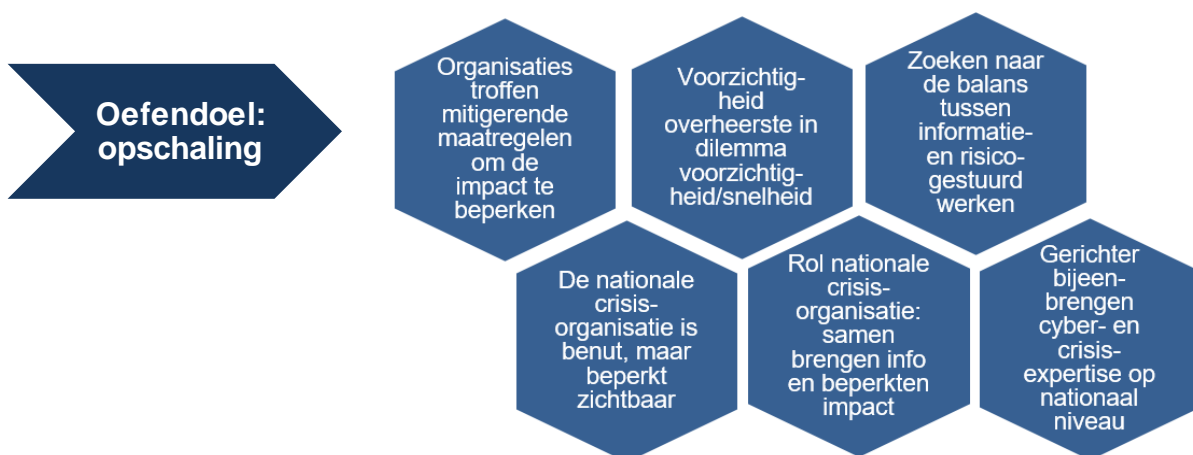 Oefendoel:
opschaling
Organisaties
troffen
mitigerende
maatregelen
om de
impact te
beperken
Voorzichtig-
heid
overheerste in
dilemma
voorzichtig-
heid/snelheid
Zoeken naar
de balans
tussen
informatie-
en risico-
gestuurd
werken
De nationale
crisis-
organisatie is
benut, maar
beperkt
zichtbaar
Rol nationale
crisis-
organisatie:
samen
brengen info
en beperkten
impact
Gerichter
bijeen-
brengen
cyber- en
crisis-
expertise op
nationaal
niveau